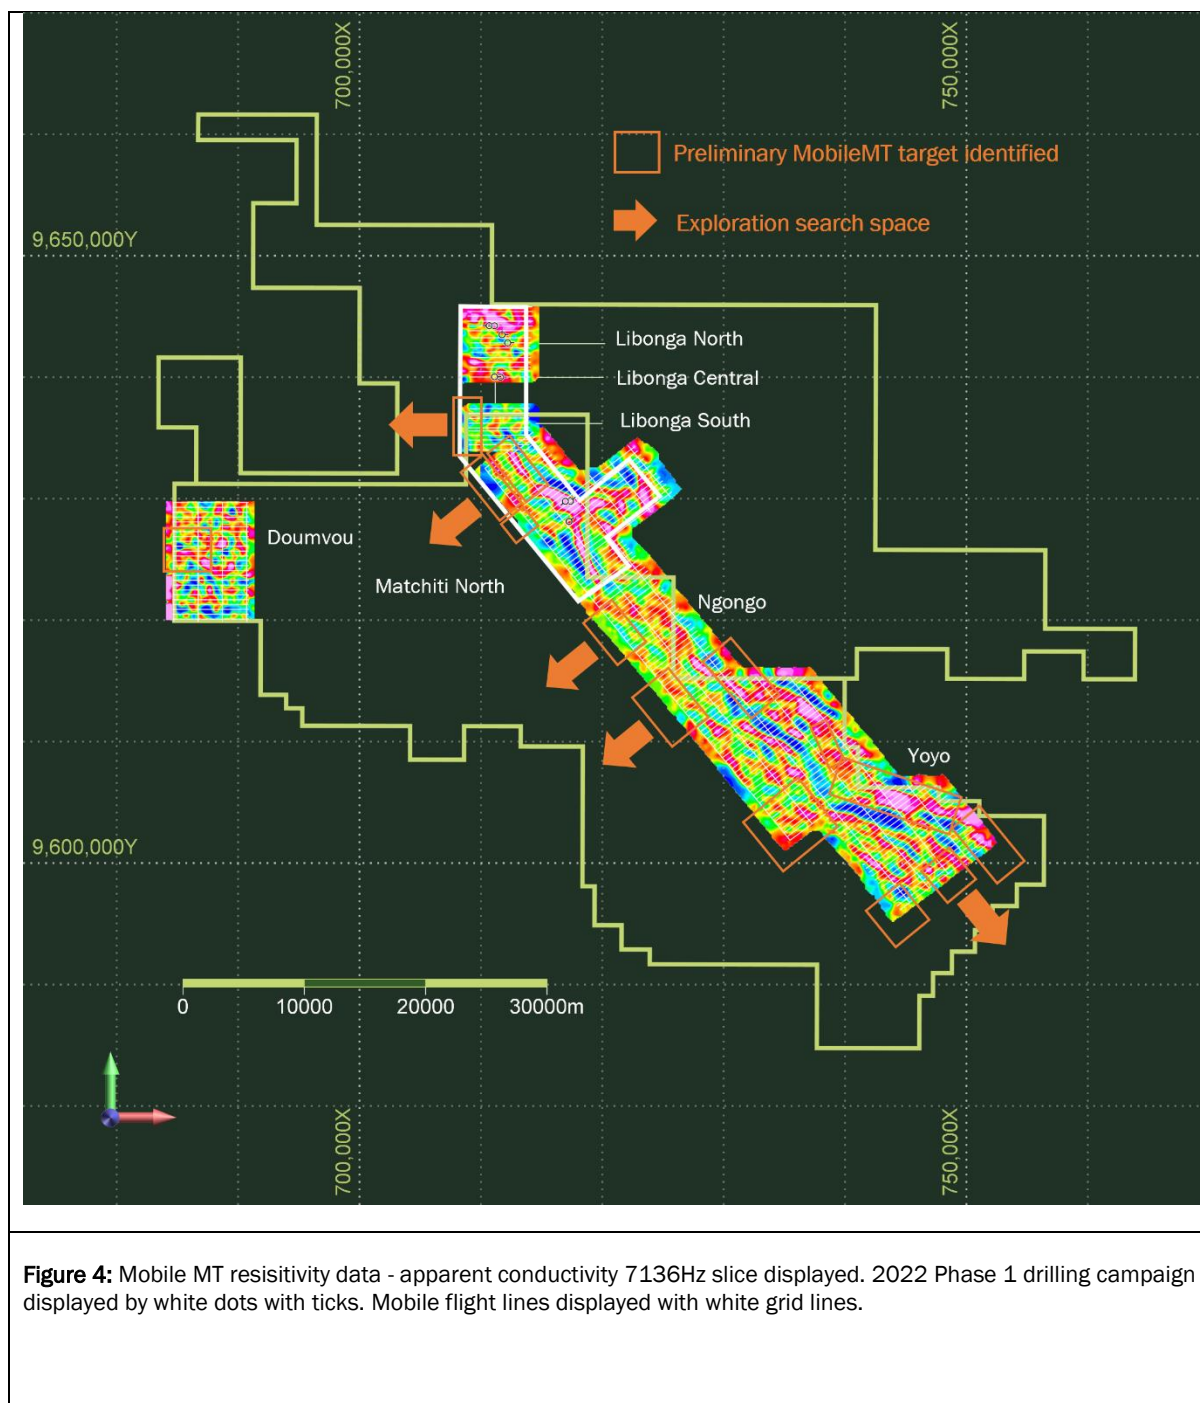 700,000X
750,000X
Preliminary MobileMT target identified
Exploration search space
9,650,000Y
Libonga North
Libonga Central
Libonga South
Doumvou
Matchiti North
Ngongo
Yoyo
9,600,000Y
0 10000 20000 30000m
700,000X
750,000X
Figure 4: Mobile MT resisitivity data - apparent conductivity 7136Hz slice displayed. 2022 Phase 1 drilling campaign
displayed by white dots with ticks. Mobile flight lines displayed with white grid lines.